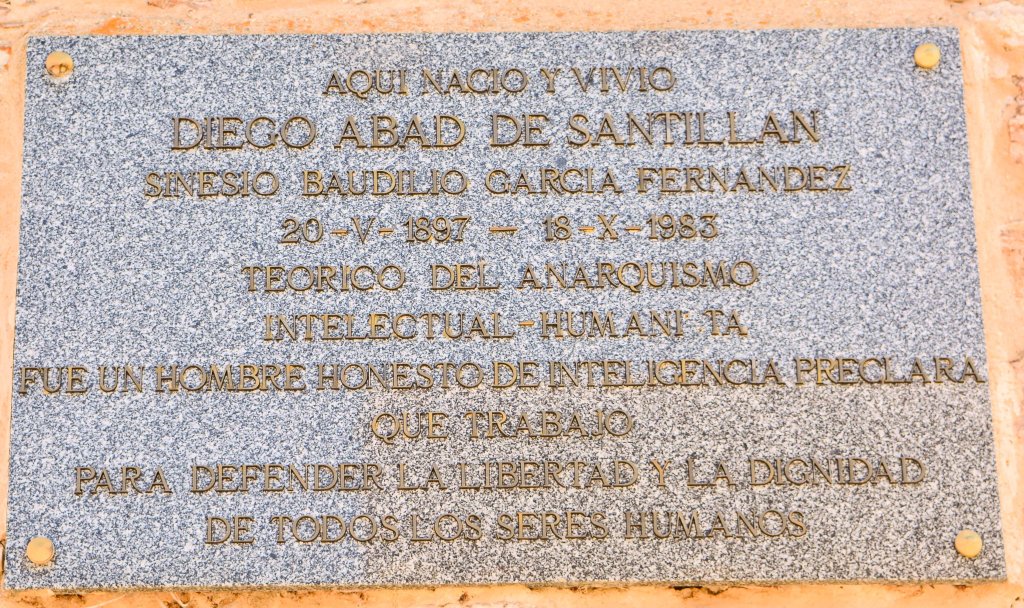 AQUI NACIO Y VIVIO
DIEGO ABAD DE SANTILLAN
SINESIO BAUDILIO GARCIA FERNANDEZ
20-V-1897 — 18-X-1983
TEORICO DEL ANARQUISMO
INTELECTUAL-HUMANI TA
FUE UN HOMBRE HONESTO DE INTELIGENCIA PRECLARA
QUE TRABAJO
PARA DEFENDER LA LIBERTAD Y LA DIGNIDAD
DE TODOS LOS SERES HUMANOS